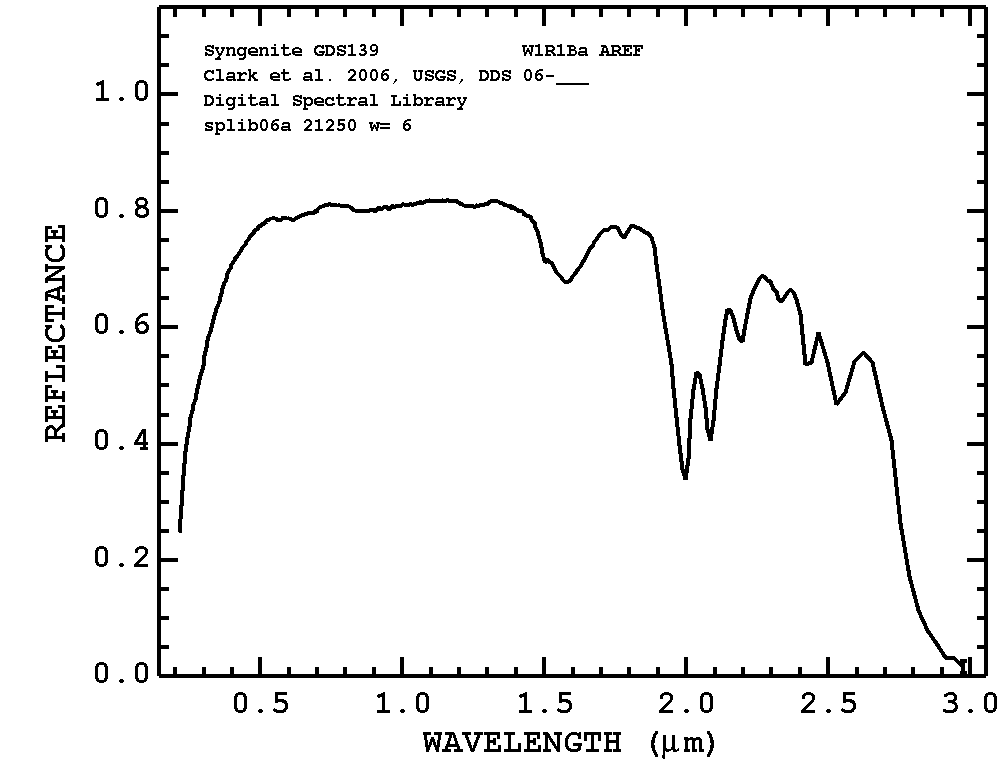 Syngenite GDS139 W1R1Ba AREF
Clark et al. 2006, USGS, DDS 06-___
Digital Spectral Library
splib06a 21250 w= 6
1.0
0.8
0.6
0.4
0.2
0.0
REFLECTANCE
0.5 1.0 1.5 2.0 2.5 3.0
WAVELENGTH (µm)